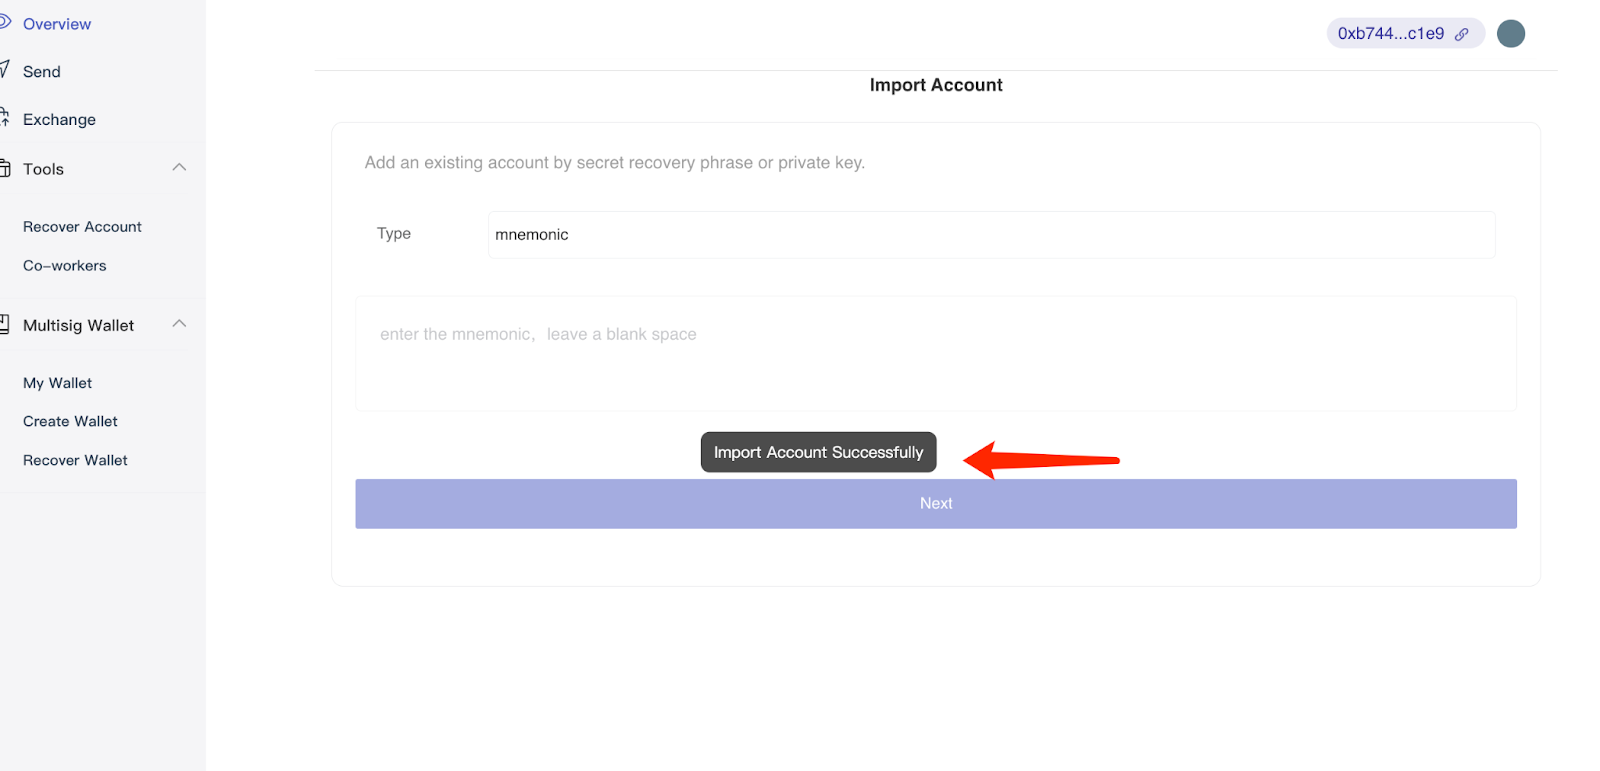 Overview
Send
Exchange
Tools
Recover Account
Co-workers
Multisig Wallet
My Wallet
Create Wallet
Recover Wallet
0xb744...c1e9
Import Account
Add an existing account by secret recovery phrase or private key.
Type
mnemonic
enter the mnemonic，leave a blank space
Import Account Successfully
Next